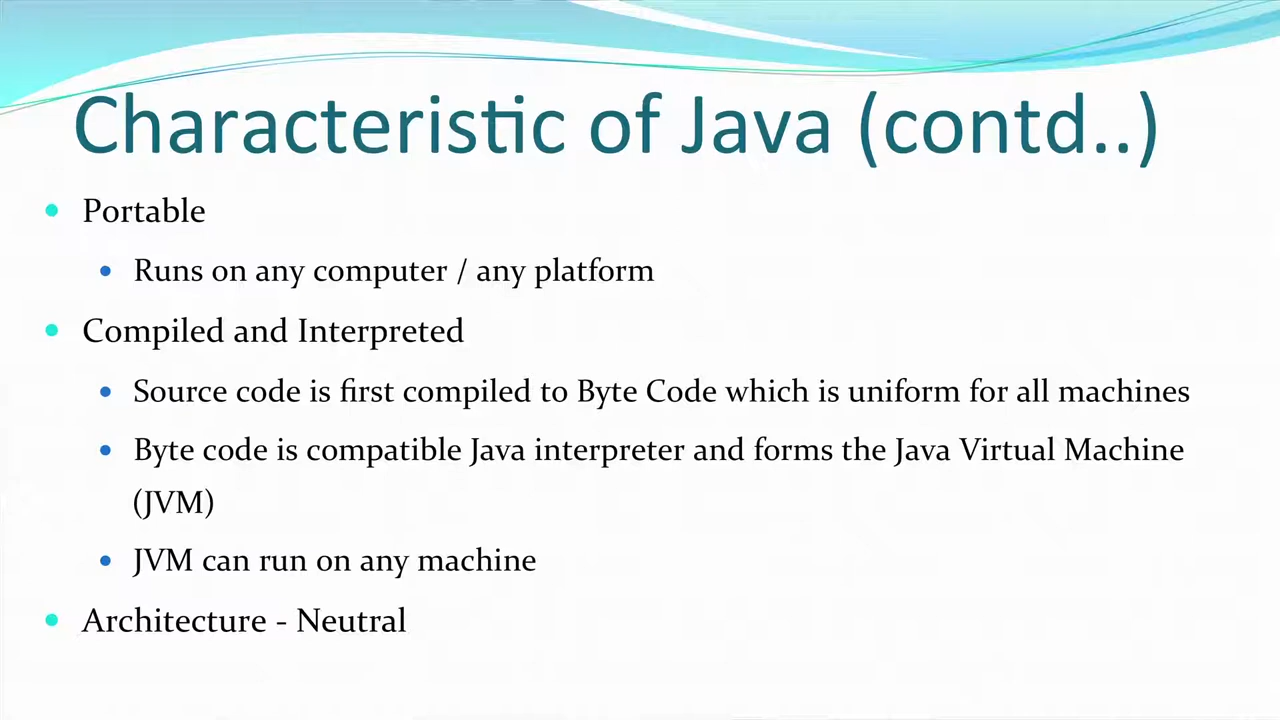 Characteristic of Java (contd..)
Portable
Runs on any computer / any platform
Compiled and Interpreted
Source code is first compiled to Byte Code which is uniform for all machines
Byte code is compatible Java interpreter and forms the Java Virtual Machine
(JVM)
JVM can run on any machine
Architecture - Neutral